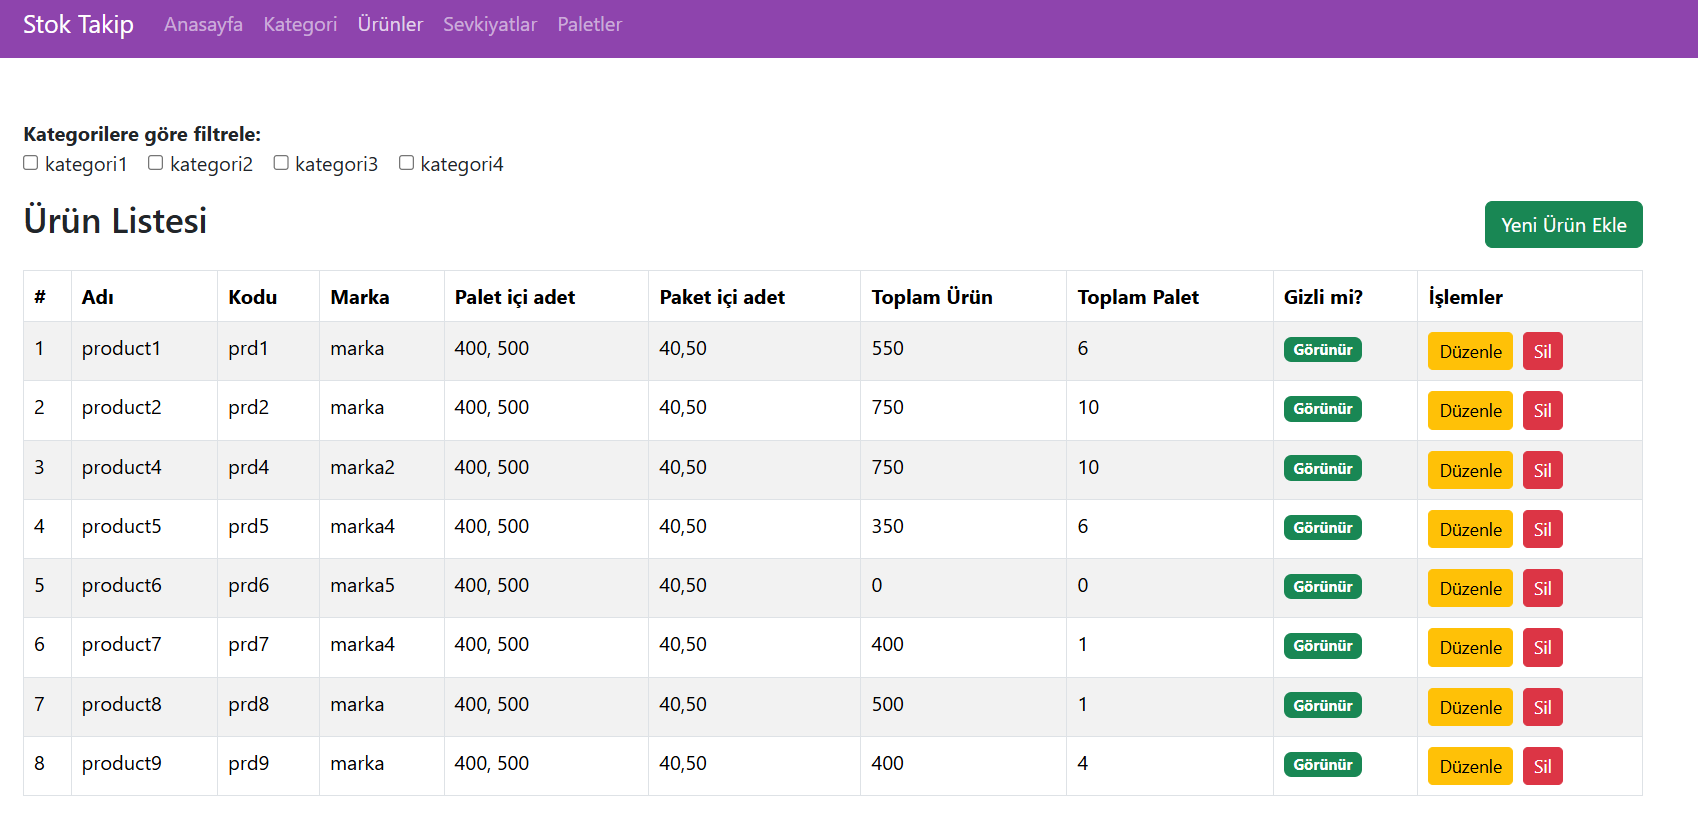 Stok Takip Anasayfa Kategori Ürünler Sevkiyatlar Paletler
Kategorilere göre filtrele:
kategori1 kategori2 kategori3 kategori4
Ürün Listesi Yeni Ürün Ekle
# Adı Kodu Marka Palet içi adet Paket içi adet Toplam Ürün Toplam Palet Gizli mi? İşlemler
1 product1 prd1 marka 400, 500 40,50 550 6 Görünür Düzenle Sil
2 product2 prd2 marka 400, 500 40,50 750 10 Görünür Düzenle Sil
3 product4 prd4 marka2 400, 500 40,50 750 10 Görünür Düzenle Sil
4 product5 prd5 marka4 400, 500 40,50 350 6 Görünür Düzenle Sil
5 product6 prd6 marka5 400, 500 40,50 0 0 Görünür Düzenle Sil
6 product7 prd7 marka4 400, 500 40,50 400 1 Görünür Düzenle Sil
7 product8 prd8 marka 400, 500 40,50 500 1 Görünür Düzenle Sil
8 product9 prd9 marka 400, 500 40,50 400 4 Görünür Düzenle Sil